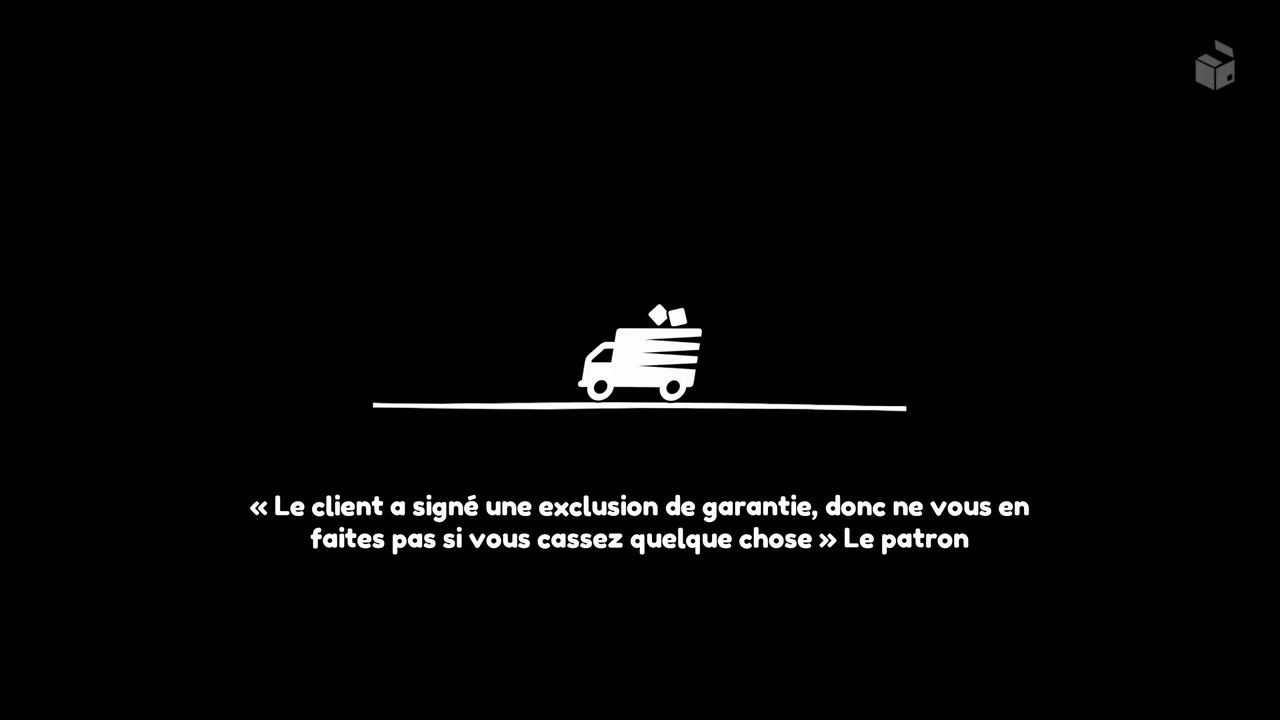 « Le client a signé une exclusion de garantie, donc ne vous en
faites pas si vous cassez quelque chose » Le patron